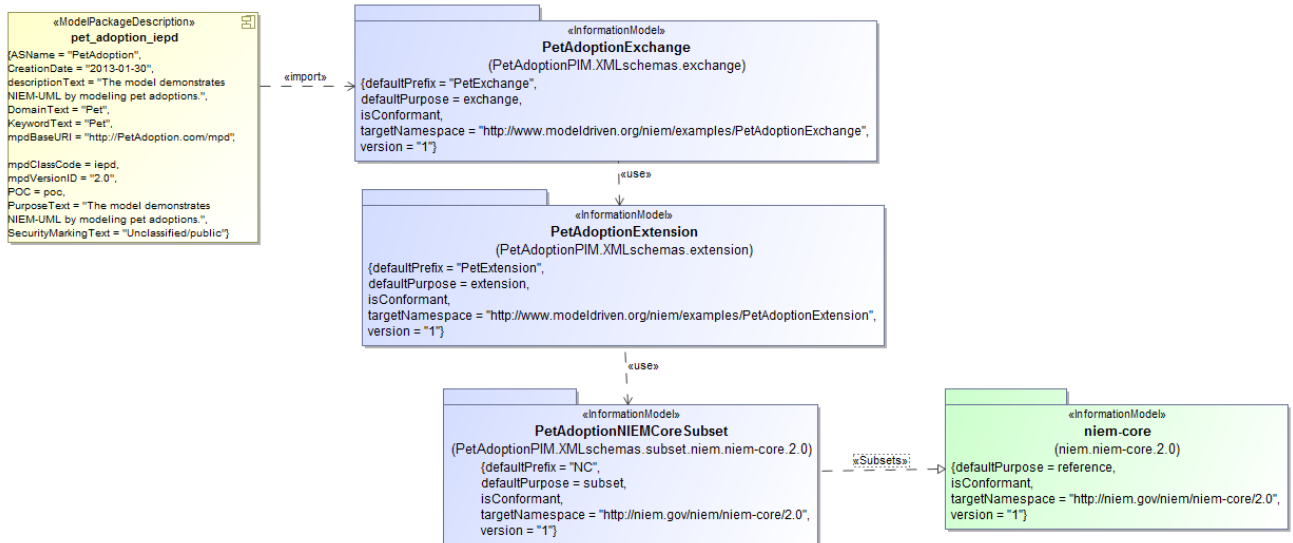 «ModelPackageDescription»
pet_adoption_iepd
{ASName = "PetAdoption",
CreationDate = "2013-01-30",
descriptionText = "The model demonstrates
NIEM-UML by modeling pet adoptions.",
DomainText = "Pet",
KeywordText = "Pet",
mpdBaseURI = "http://PetAdoption.com/mpd",
mpdClassCode = iepd,
mpdVersionID = "2.0",
POC = poc,
PurposeText = "The model demonstrates
NIEM-UML by modeling pet adoptions.",
SecurityMarkingText = "Unclassified/public"}
«import»
«InformationModel»
PetAdoptionExchange
(PetAdoptionPIM.XMLschemas.exchange)
{defaultPrefix = "PetExchange",
defaultPurpose = exchange,
isConformant,
targetNamespace = "http://www.modeldriven.org/niem/examples/PetAdoptionExchange",
version = "1"}
«use»
«InformationModel»
PetAdoptionExtension
(PetAdoptionPIM.XMLschemas.extension)
{defaultPrefix = "PetExtension",
defaultPurpose = extension,
isConformant,
targetNamespace = "http://www.modeldriven.org/niem/examples/PetAdoptionExtension",
version = "1"}
«use»
«InformationModel»
PetAdoptionNIEMCoreSubset
(PetAdoptionPIM.XMLschemas.subset.niem.niem-core.2.0)
{defaultPrefix = "NC",
defaultPurpose = subset,
isConformant,
targetNamespace = "http://niem.gov/niem/niem-core/2.0",
version = "1"}
«Subsets»
«InformationModel»
niem-core
(niem.niem-core.2.0)
{defaultPurpose = reference,
isConformant,
targetNamespace = "http://niem.gov/niem/niem-core/2.0",
version = "1"}